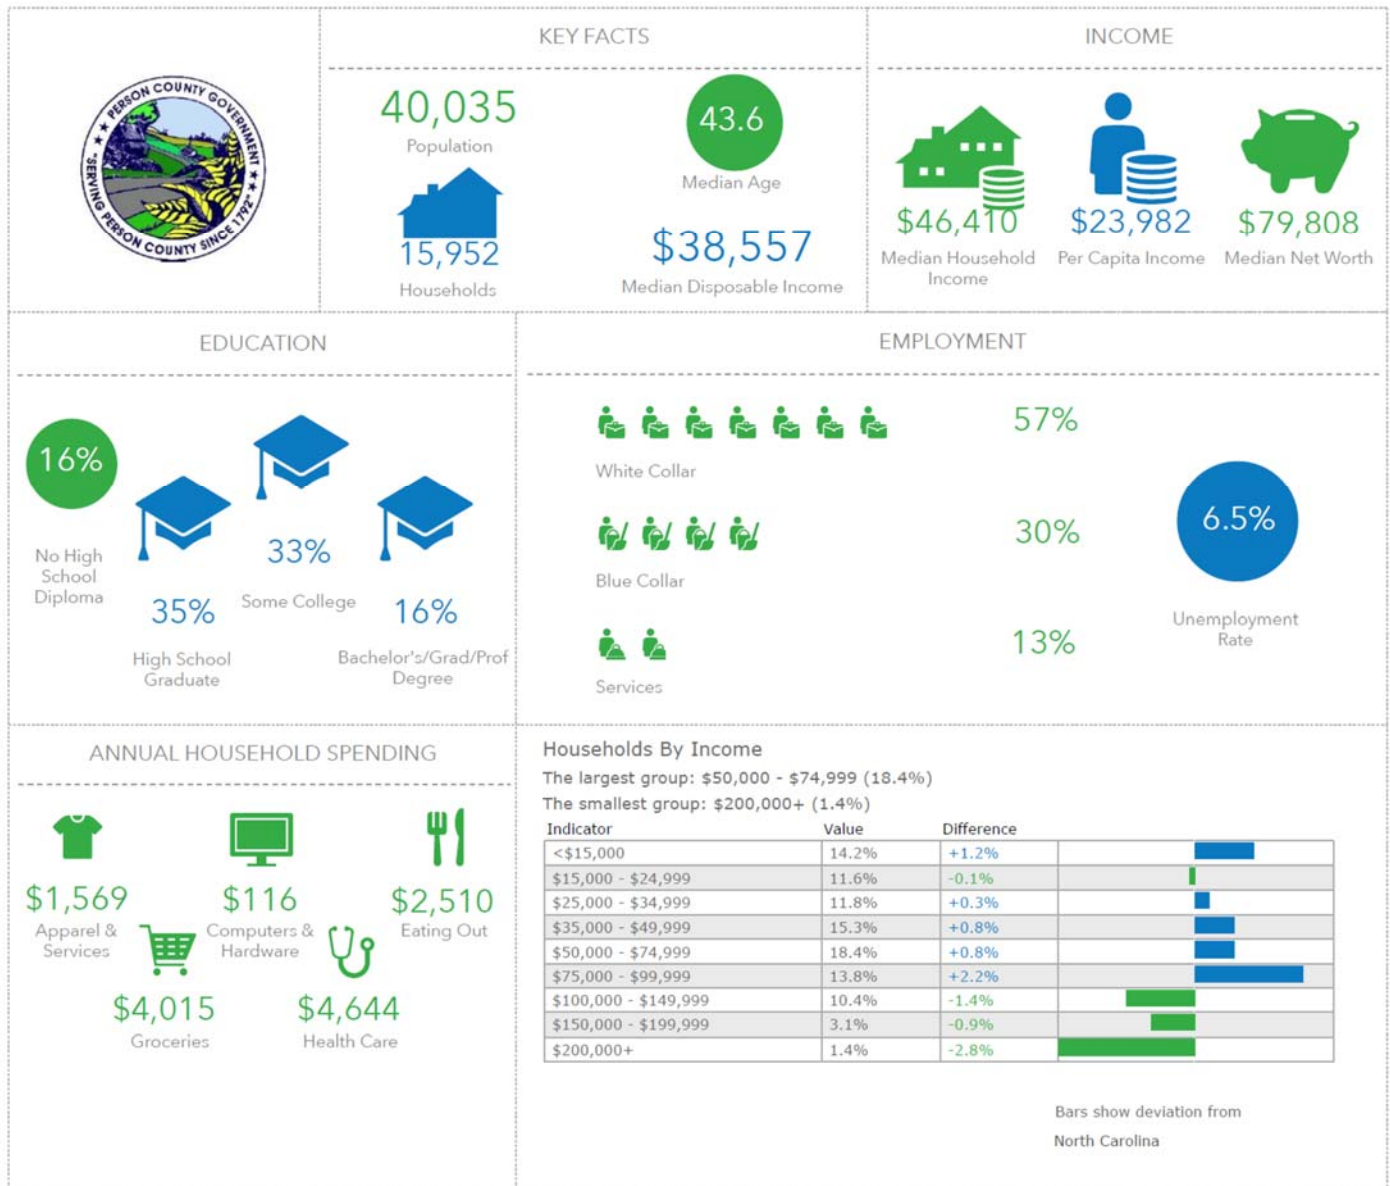 ★ ★ PERSON COUNTY GOVERNMENT ★ ★
"SERVING PERSON COUNTY SINCE 1792"
KEY FACTS
40,035
Population
43.6
Median Age
15,952
Households
$38,557
Median Disposable Income
INCOME
$46,410
Median Household
Income
$23,982
Per Capita Income
$79,808
Median Net Worth
EDUCATION
16%
No High
School
Diploma
35%
High School
Graduate
33%
Some College
16%
Bachelor's/Grad/Prof
Degree
EMPLOYMENT
57%
White Collar
30%
Blue Collar
13%
Services
6.5%
Unemployment
Rate
ANNUAL HOUSEHOLD SPENDING
$1,569
Apparel &
Services
$116
Computers &
Hardware
$2,510
Eating Out
$4,015
Groceries
$4,644
Health Care
Households By Income
The largest group: $50,000 - $74,999 (18.4%)
The smallest group: $200,000+ (1.4%)
Indicator Value Difference
<$15,000 14.2% +1.2%
$15,000 - $24,999 11.6% -0.1%
$25,000 - $34,999 11.8% +0.3%
$35,000 - $49,999 15.3% +0.8%
$50,000 - $74,999 18.4% +0.8%
$75,000 - $99,999 13.8% +2.2%
$100,000 - $149,999 10.4% -1.4%
$150,000 - $199,999 3.1% -0.9%
$200,000+ 1.4% -2.8%
Bars show deviation from
North Carolina